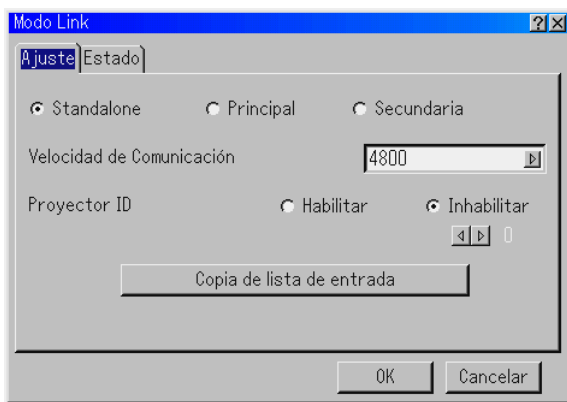 Modo Link
Ajuste Estado
Standalone Principal Secundaria
Velocidad de Comunicación 4800
Proyector ID Habilitar Inhabilitar
0
Copia de lista de entrada
OK Cancelar